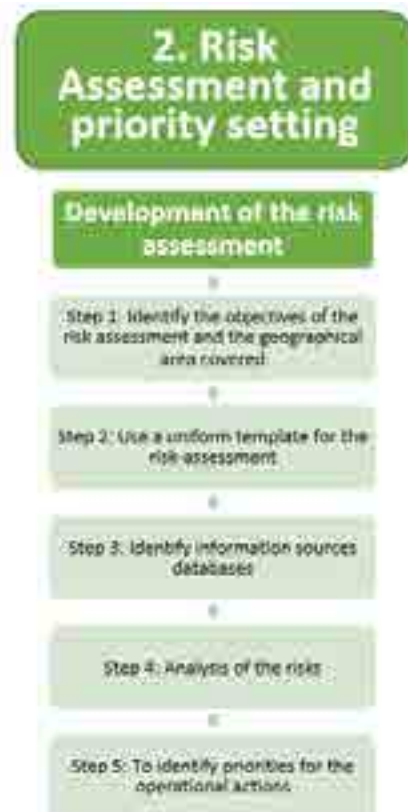 2. Risk
Assessment and
priority setting
Development of the risk
assessment
Step 1: Identify the objectives of the
risk assessment and the geographical
area covered
Step 2: Use a uniform template for the
risk assessment
Step 3: Identify information sources
databases
Step 4: Analysis of the risks
Step 5: To identify priorities for the
operational actions